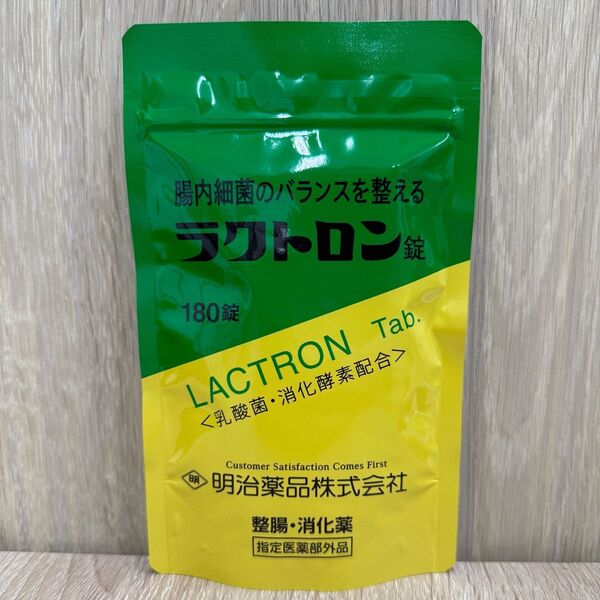 腸内細菌のバランスを整える
ラクトロン錠
180錠
LACTRON Tab.
<乳酸菌・消化酵素配合>
Customer Satisfaction Comes First
明 明治薬品株式会社
整腸・消化薬
指定医薬部外品